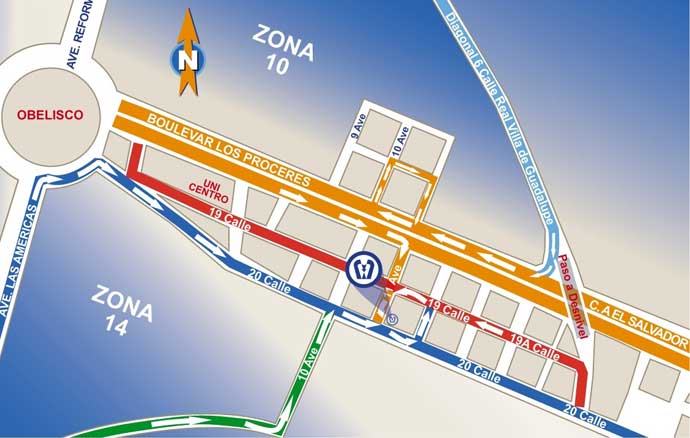 AVE. REFORM
ZONA
10
N
Diagonal 6 Calle Real Villa de Guadalupe
OBELISCO
9 Ave
10 Ave
BOULEVAR LOS PROCERES
UNI
CENTRO
19 Calle
AVE. LAS AMERICAS
20 Calle
Ave
Paso a Desnivel
C. A EL SALVADOR
ZONA
14
19 Calle
19A Calle
10 Ave
20 Calle
20 Calle